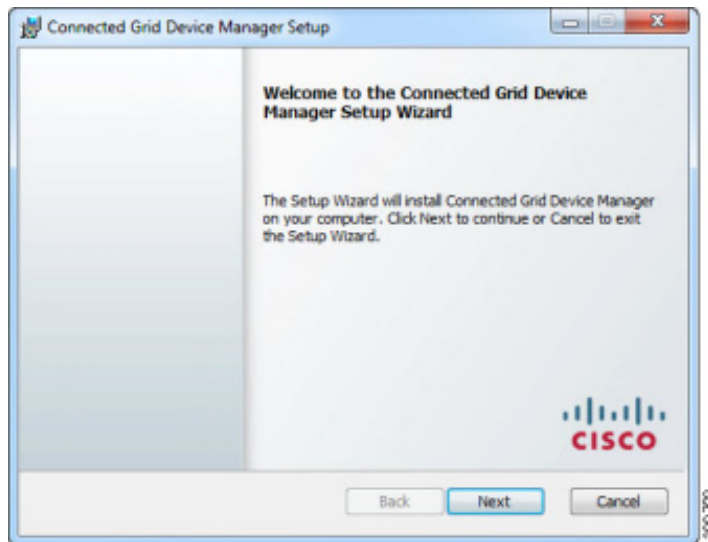 Connected Grid Device Manager Setup
Welcome to the Connected Grid Device
Manager Setup Wizard
The Setup Wizard will install Connected Grid Device Manager
on your computer. Click Next to continue or Cancel to exit
the Setup Wizard.
CISCO
Back
Next
Cancel